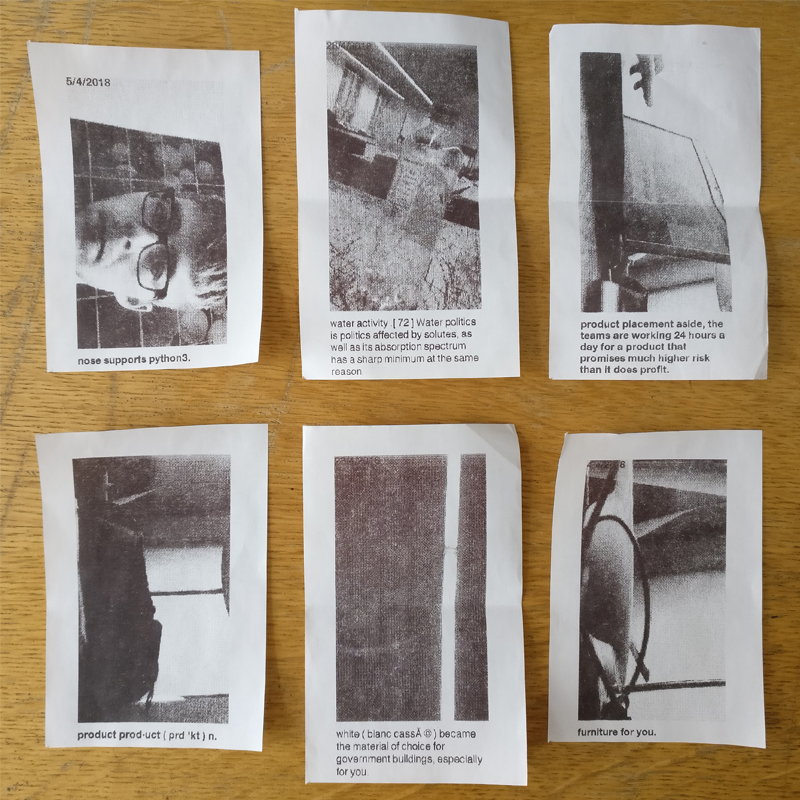 5/4/2018
nose supports python3.
water activity .[ 72 ] Water politics
is politics affected by solutes, as
well as its absorption spectrum
has a sharp minimum at the same
reason
product placement aside, the
teams are working 24 hours a
day for a product that
promises much higher risk
than it does profit.
product prod·uct ( prd 'kt ) n.
white ( blanc cassÃ © ) became
the material of choice for
government buildings, especially
for you.
furniture for you.